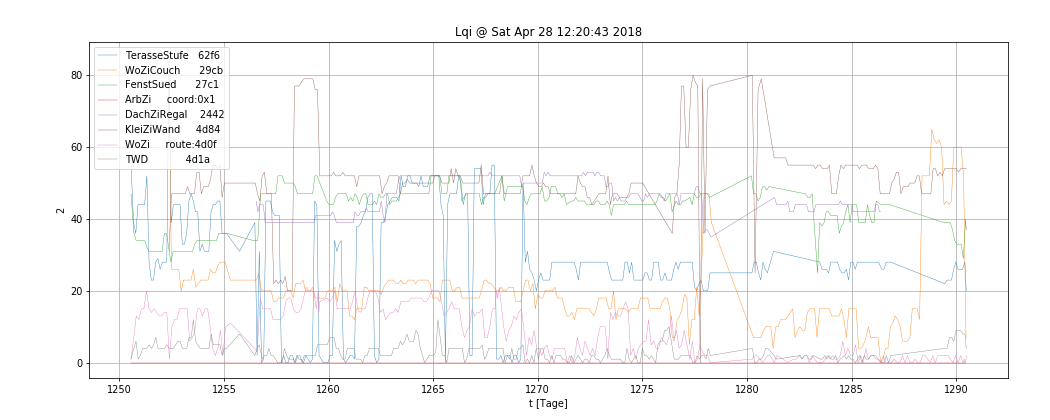 Lqi @ Sat Apr 28 12:20:43 2018
TerasseStufe 62f6
WoZiCouch 29cb
FenstSued 27c1
ArbZi coord:0x1
DachZiRegal 2442
KleiZiWand 4d84
WoZi route:4d0f
TWD 4d1a
80
60
40
20
0
2
1250 1255 1260 1265 1270 1275 1280 1285 1290
t [Tage]